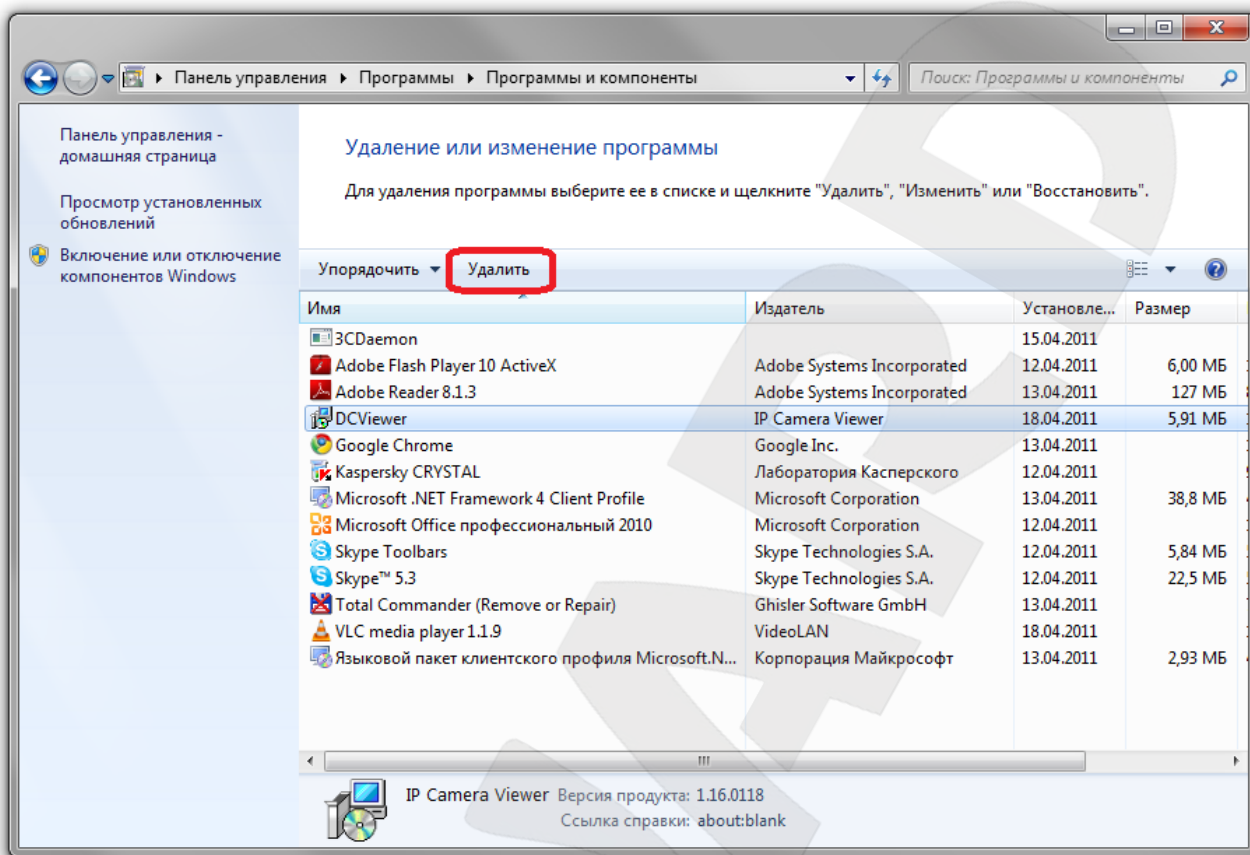 Панель управления ▸ Программы ▸ Программы и компоненты
Поиск: Программы и компоненты
Панель управления -
домашняя страница
Просмотр установленных
обновлений
Включение или отключение
компонентов Windows
Удаление или изменение программы
Для удаления программы выберите ее в списке и щелкните "Удалить", "Изменить" или "Восстановить".
Упорядочить Удалить
Имя Издатель Установле... Размер
3CDaemon 15.04.2011
Adobe Flash Player 10 ActiveX Adobe Systems Incorporated 12.04.2011 6,00 МБ
Adobe Reader 8.1.3 Adobe Systems Incorporated 13.04.2011 127 МБ
DCViewer IP Camera Viewer 18.04.2011 5,91 МБ
Google Chrome Google Inc. 13.04.2011
Kaspersky CRYSTAL Лаборатория Касперского 12.04.2011
Microsoft .NET Framework 4 Client Profile Microsoft Corporation 13.04.2011 38,8 МБ
Microsoft Office профессиональный 2010 Microsoft Corporation 12.04.2011
Skype Toolbars Skype Technologies S.A. 12.04.2011 5,84 МБ
Skype™ 5.3 Skype Technologies S.A. 12.04.2011 22,5 МБ
Total Commander (Remove or Repair) Ghisler Software GmbH 13.04.2011
VLC media player 1.1.9 VideoLAN 18.04.2011
Языковой пакет клиентского профиля Microsoft.N... Корпорация Майкрософт 13.04.2011 2,93 МБ
IP Camera Viewer Версия продукта: 1.16.0118
Ссылка справки: about:blank